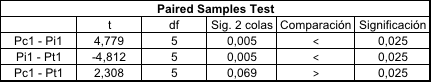 Paired Samples Test
t df Sig. 2 colas Comparación Significación
Pc1 - Pi1 4,779 5 0,005 < 0,025
Pi1 - Pt1 -4,812 5 0,005 < 0,025
Pc1 - Pt1 2,308 5 0,069 > 0,025